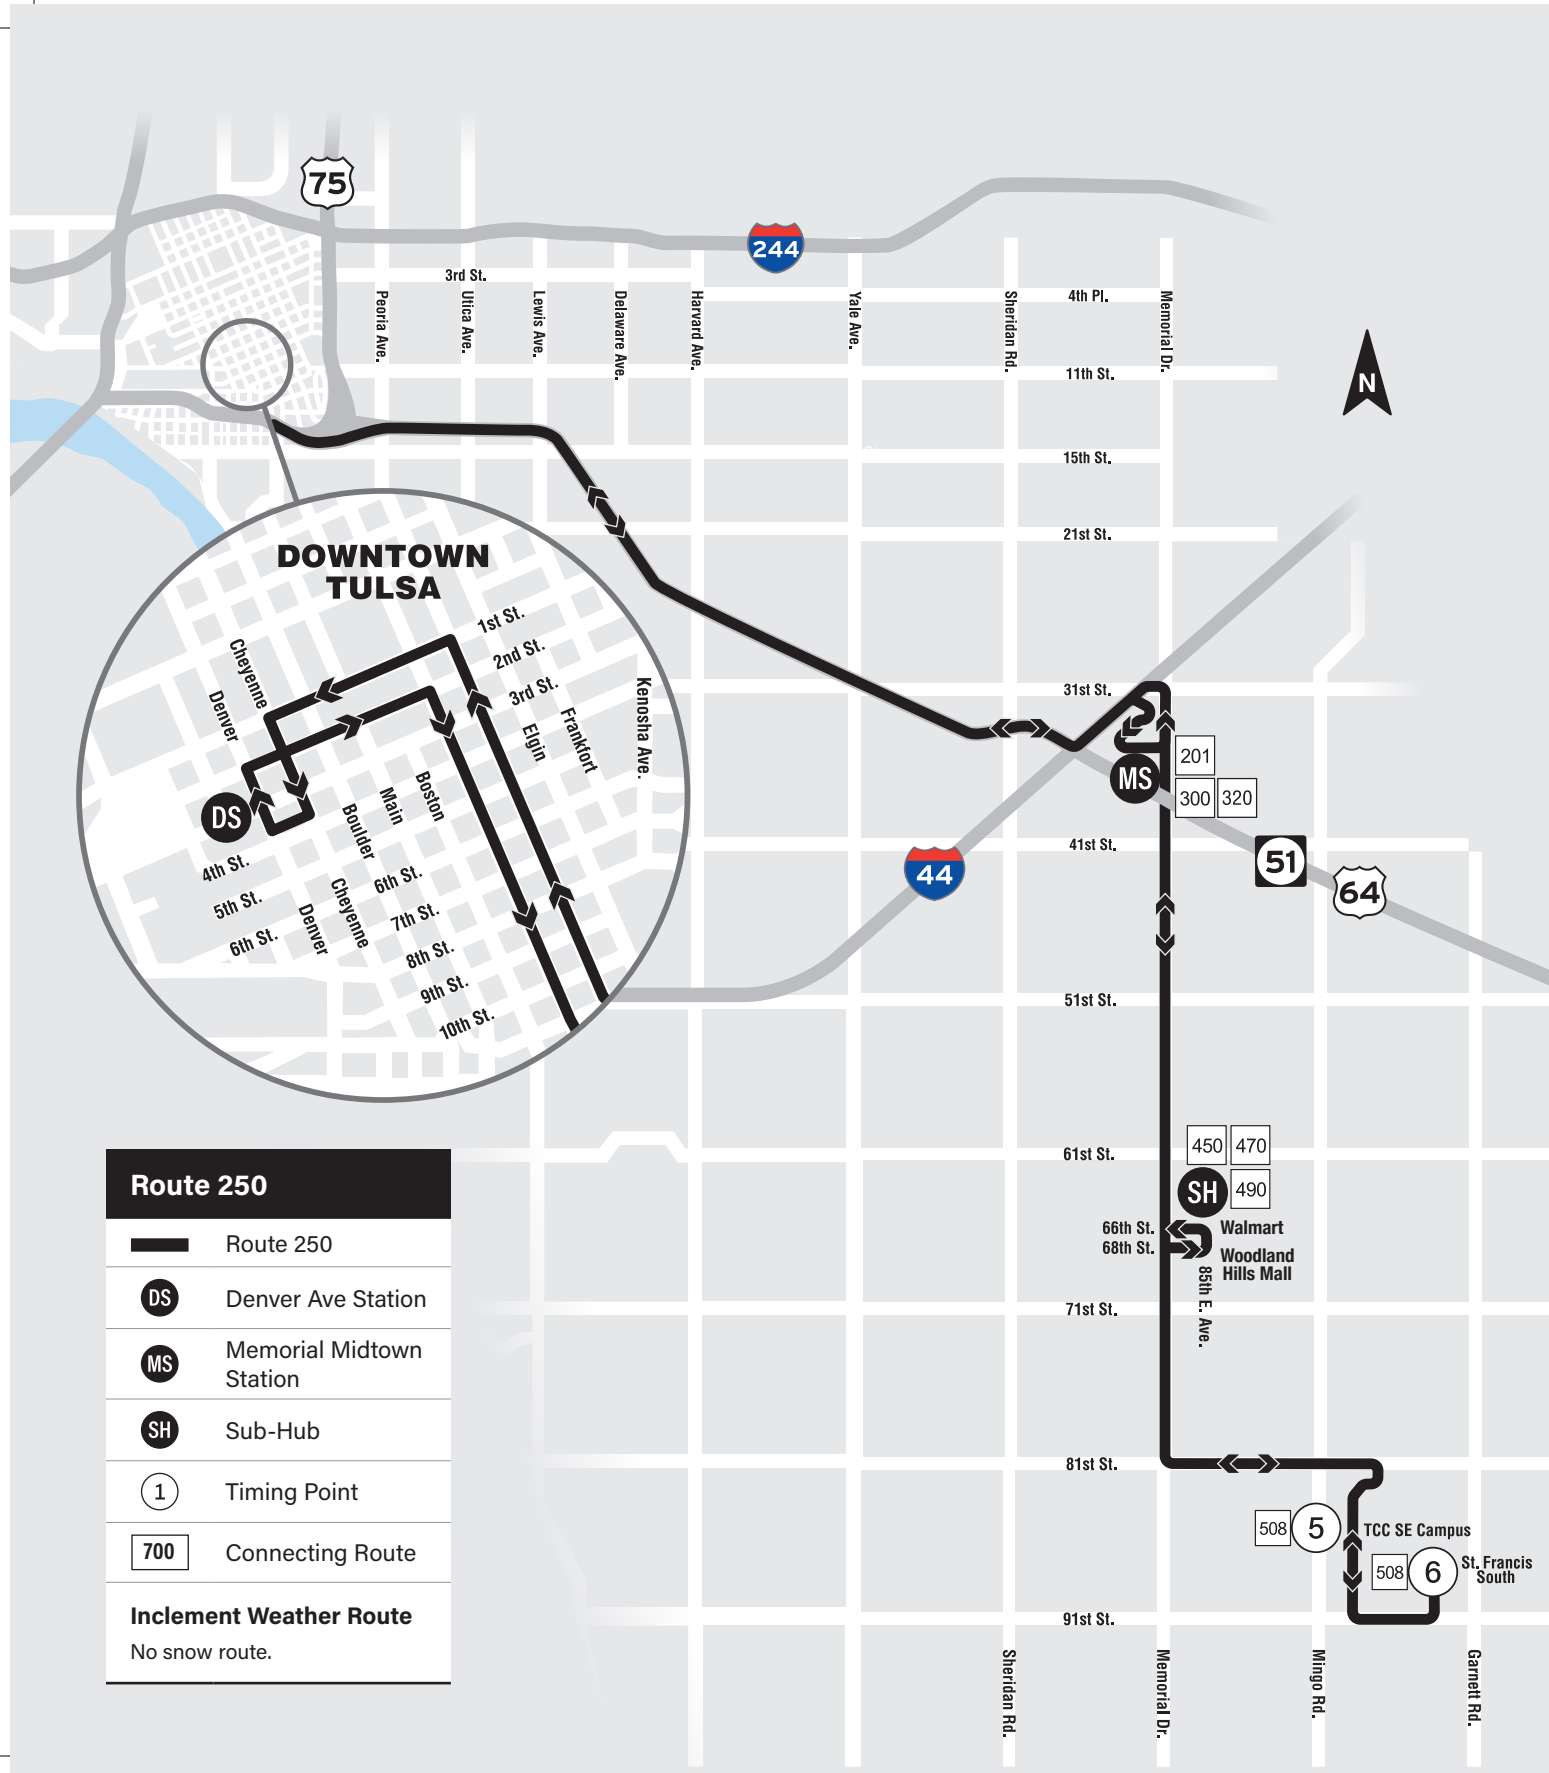 75
244
3rd St.
4th Pl.
Peoria Ave.
Utica Ave.
Lewis Ave.
Delaware Ave.
Harvard Ave.
Yale Ave.
Sheridan Rd.
Memorial Dr.
11th St.
N
15th St.
21st St.
DOWNTOWN
TULSA
1st St.
2nd St.
3rd St.
Cheyenne
Denver
Elgin
Frankfort
Kenosha Ave.
31st St.
201
MS
300
320
DS
Boston
Main
Boulder
4th St.
5th St.
6th St.
Denver
Cheyenne
6th St.
7th St.
8th St.
9th St.
10th St.
41st St.
44
51
64
51st St.
61st St.
450
470
SH
490
66th St.
Walmart
68th St.
Woodland
Hills Mall
85th E. Ave.
71st St.
81st St.
508
5
TCC SE Campus
508
6
St. Francis
South
91st St.
Sheridan Rd.
Memorial Dr.
Mingo Rd.
Garnett Rd.
Route 250
Route 250
DS
Denver Ave Station
MS
Memorial Midtown
Station
SH
Sub-Hub
1
Timing Point
700
Connecting Route
Inclement Weather Route
No snow route.